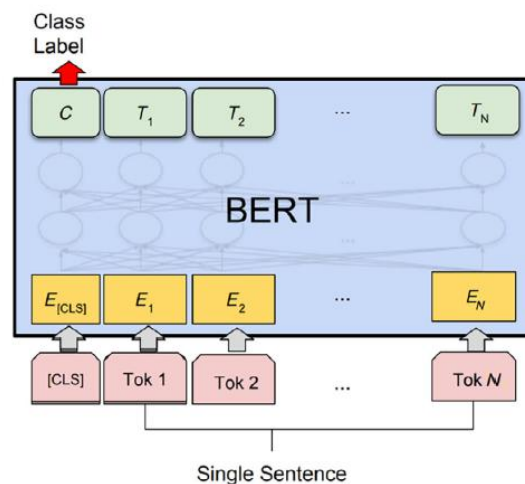 Class
Label
C T1 T2 ... TN
...
BERT
...
E[CLS] E1 E2 ... EN
[CLS] Tok 1 Tok 2 ... Tok N
Single Sentence